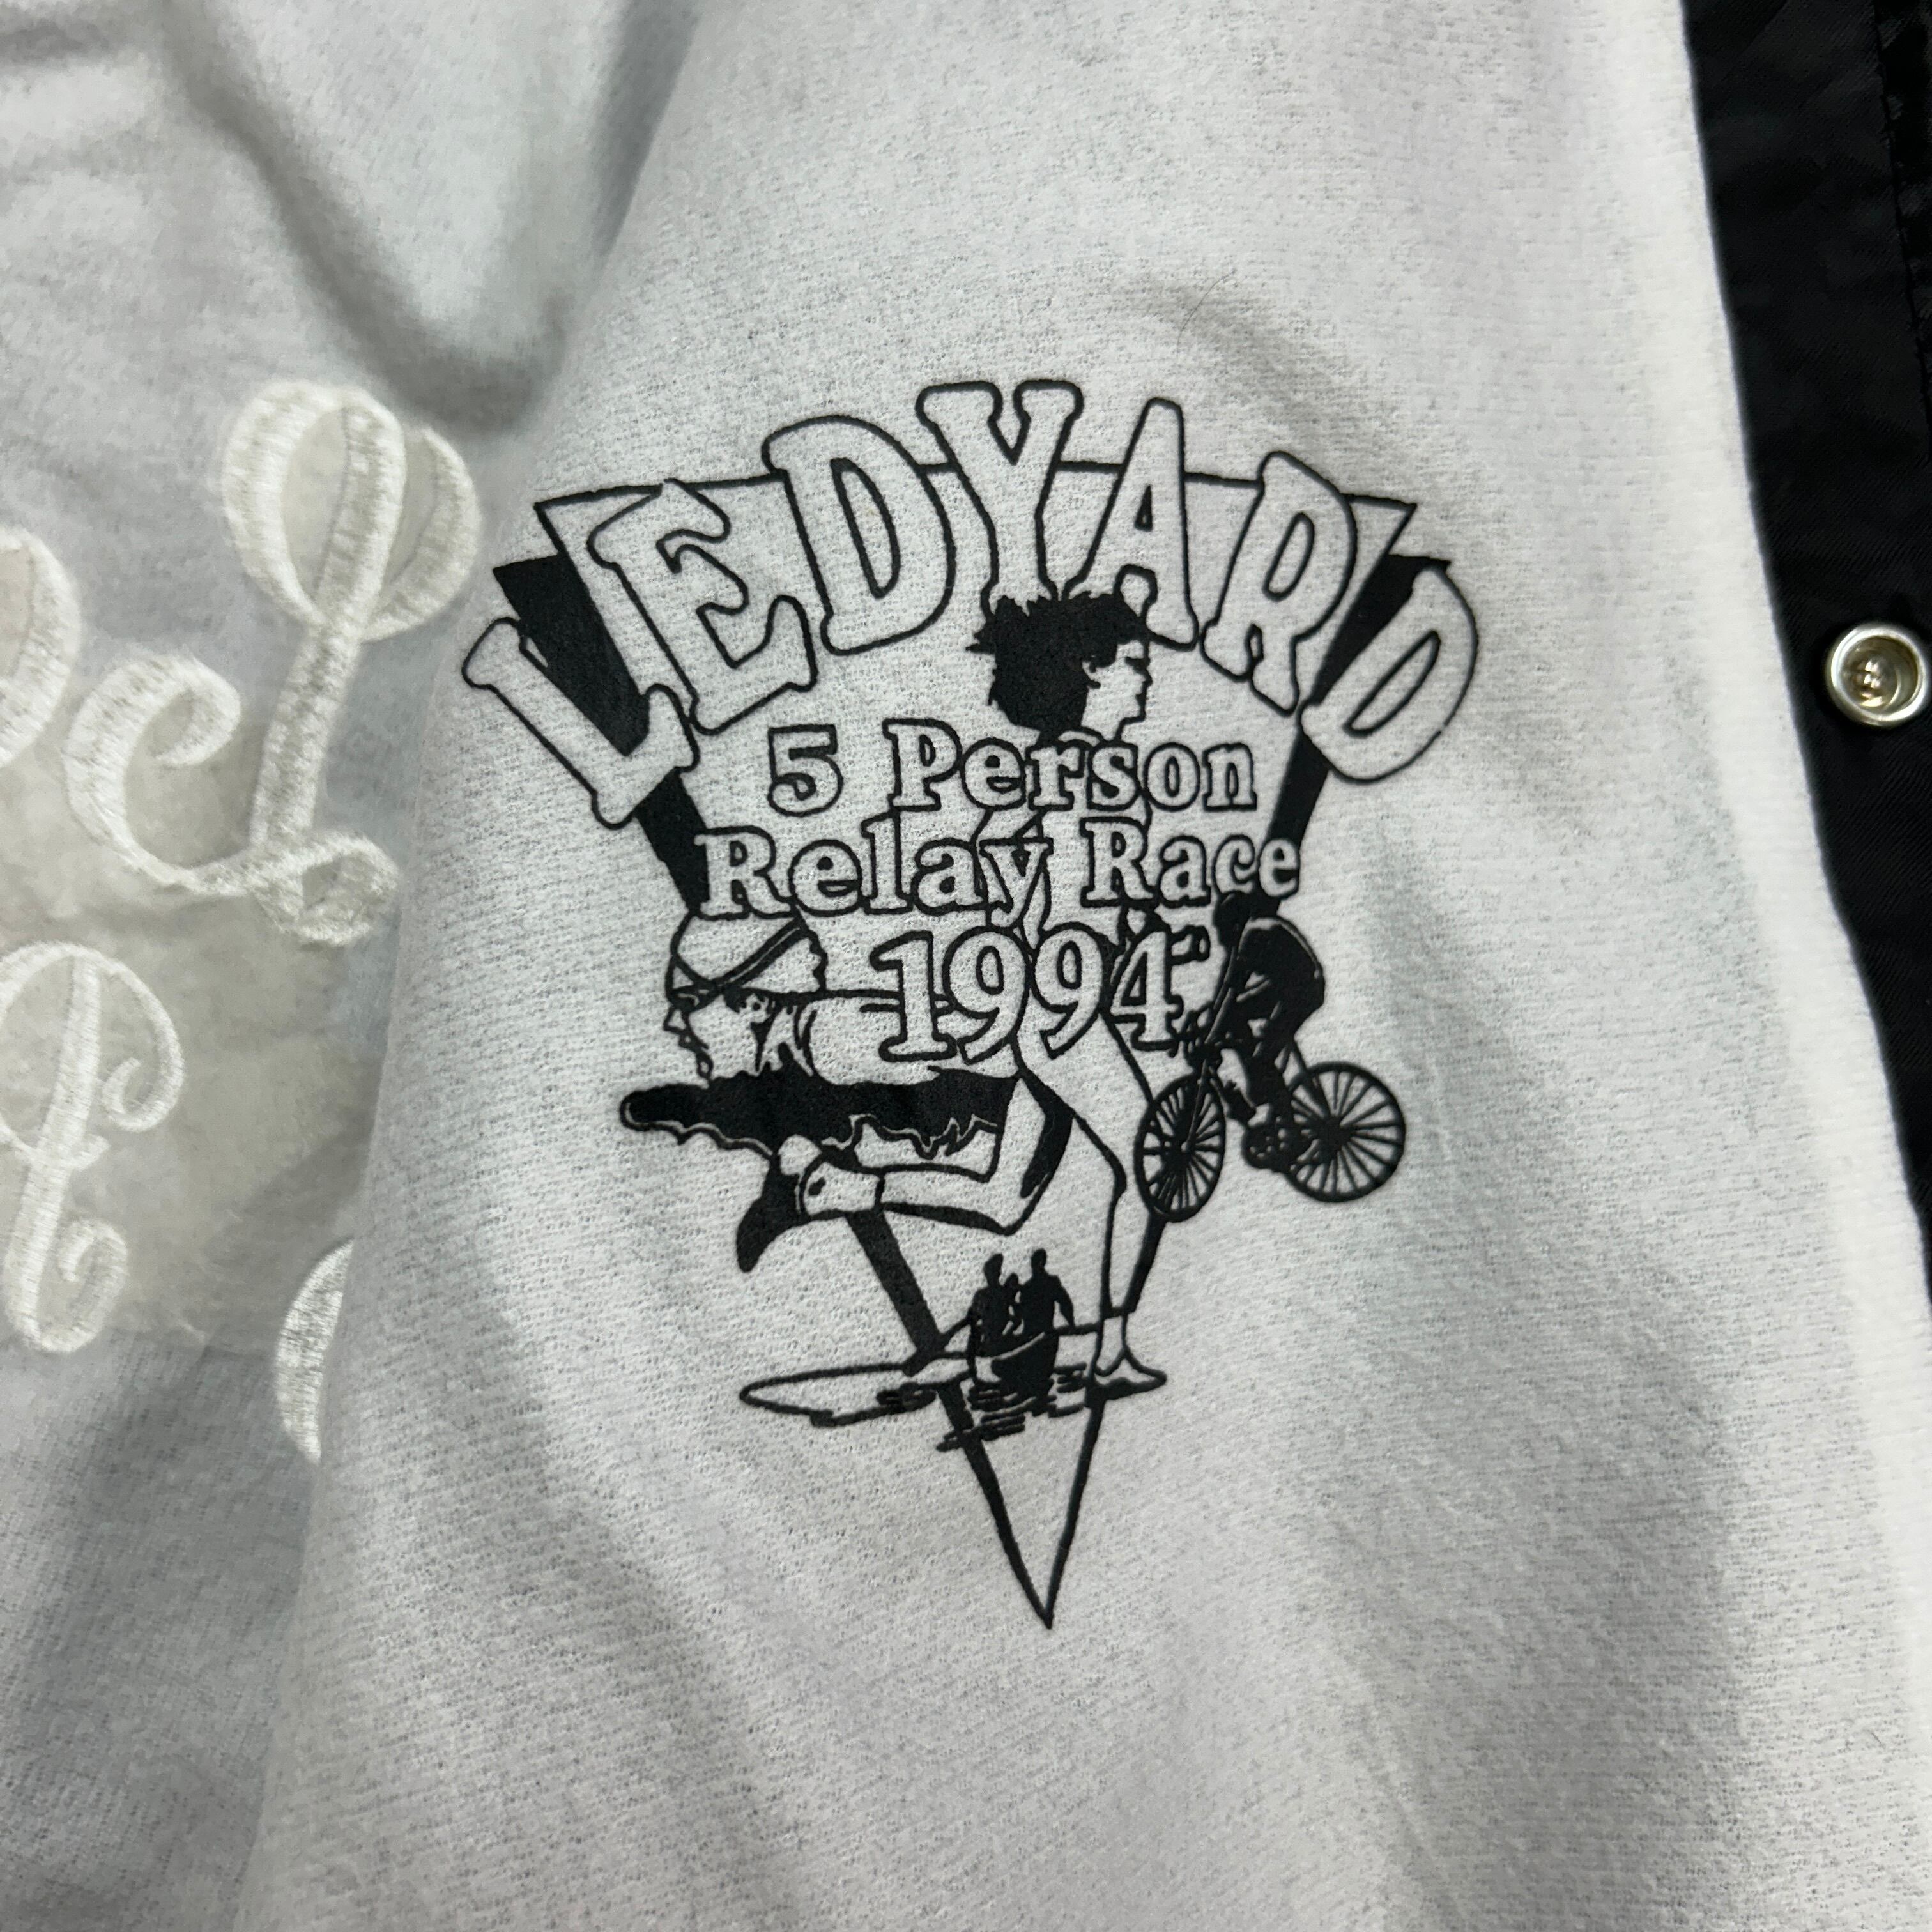 LEDYARD
5 Person
Relay Race
1994